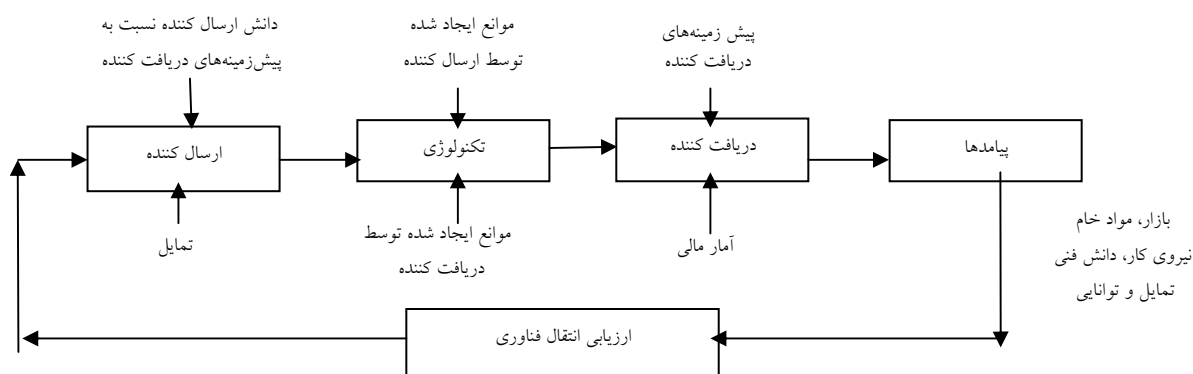 دانش ارسال کننده نسبت به
پیش‌زمینه‌های دریافت کننده
موانع ایجاد شده
توسط ارسال کننده
پیش زمینه‌های
دریافت کننده
ارسال کننده
تکنولوژی
دریافت کننده
پیامدها
تمایل
موانع ایجاد شده توسط
دریافت کننده
آمار مالی
بازار، مواد خام
نیروی کار، دانش فنی
تمایل و توانایی
ارزیابی انتقال فناوری